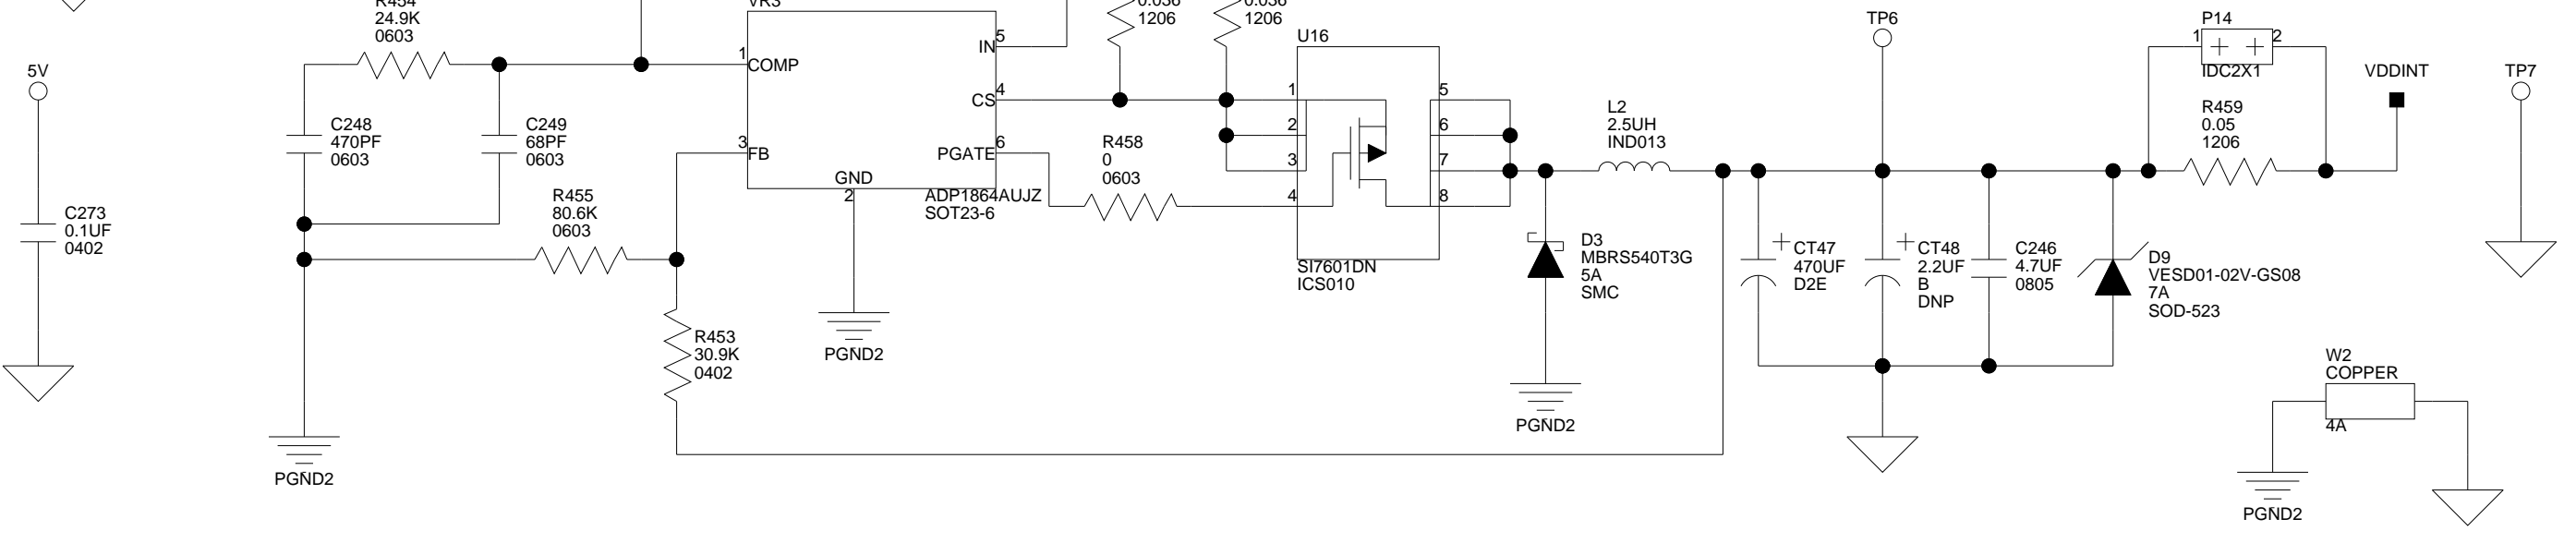 R454
24.9K
0603
5V
C248
470PF
0603
C249
68PF
0603
C273
0.1UF
0402
R455
80.6K
0603
PGND2
VR3
1
COMP
3
FB
GND
2
IN
5
CS
4
PGATE
6
ADP1864AUJZ
SOT23-6
PGND2
R453
30.9K
0402
0.036
1206
0.036
1206
R458
0
0603
U16
1
2
3
4
5
6
7
8
SI7601DN
ICS010
L2
2.5UH
IND013
D3
MBRS540T3G
5A
SMC
PGND2
TP6
CT47
470UF
D2E
CT48
2.2UF
B
DNP
C246
4.7UF
0805
D9
VESD01-02V-GS08
7A
SOD-523
P14
1
2
IDC2X1
R459
0.05
1206
VDDINT
TP7
W2
COPPER
4A
PGND2